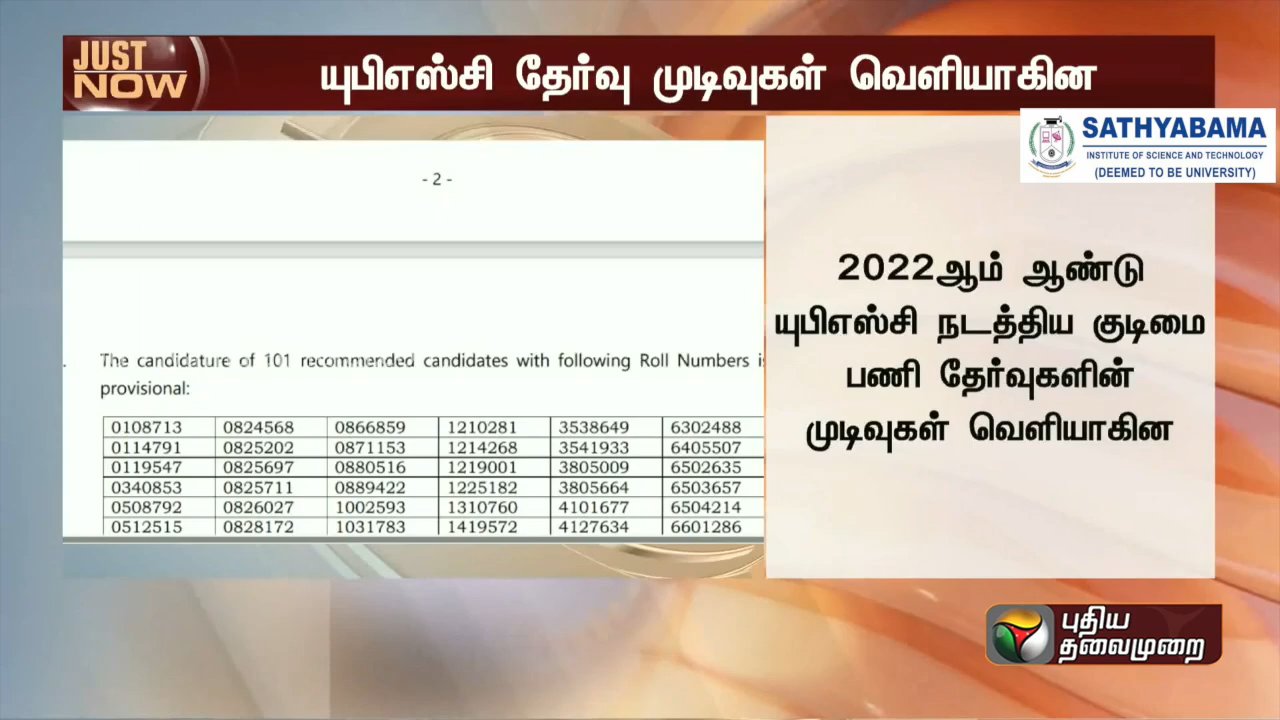 JUST
NOW
யுபிஎஸ்சி தேர்வு முடிவுகள் வெளியாகின
SATHYABAMA
INSTITUTE OF SCIENCE AND TECHNOLOGY
(DEEMED TO BE UNIVERSITY)
- 2 -
The candidature of 101 recommended candidates with following Roll Numbers is
provisional:
0108713 0824568 0866859 1210281 3538649 6302488
0114791 0825202 0871153 1214268 3541933 6405507
0119547 0825697 0880516 1219001 3805009 6502635
0340853 0825711 0889422 1225182 3805664 6503657
0508792 0826027 1002593 1310760 4101677 6504214
0512515 0828172 1031783 1419572 4127634 6601286
2022ஆம் ஆண்டு
யுபிஎஸ்சி நடத்திய குடிமை
பணி தேர்வுகளின்
முடிவுகள் வெளியாகின
புதிய
தலைமுறை